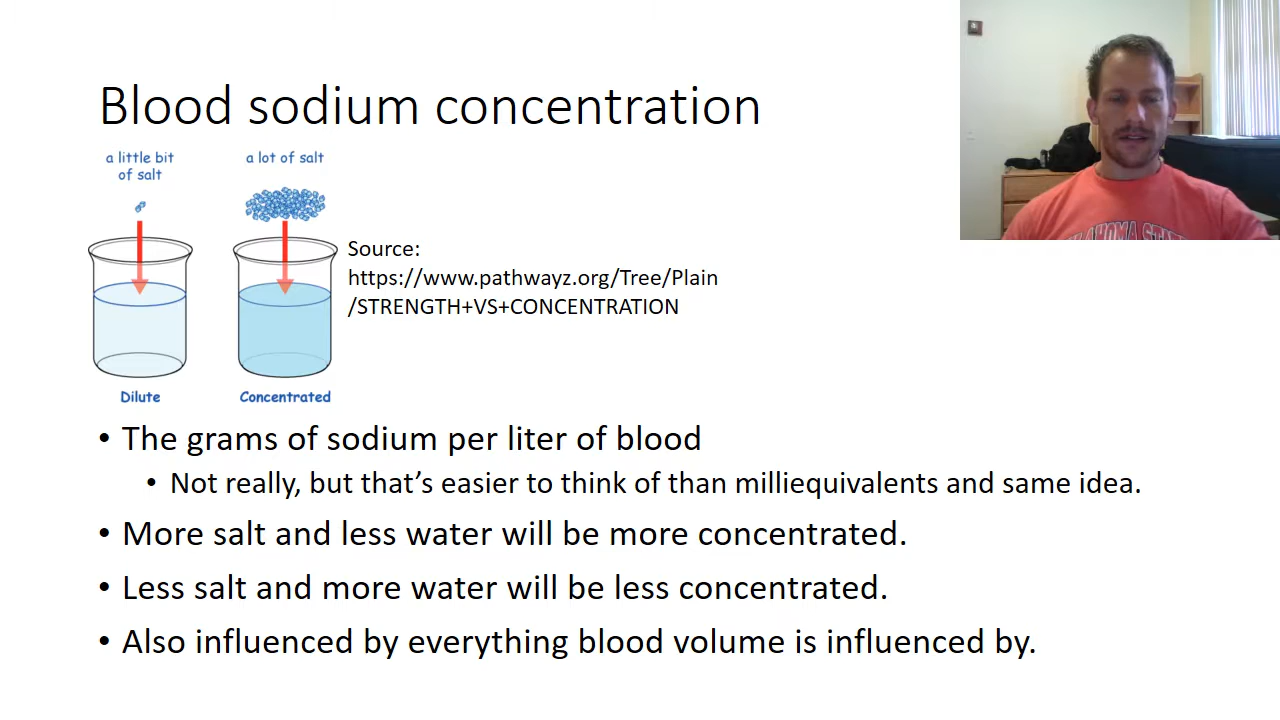 Blood sodium concentration
a little bit
of salt
a lot of salt
Source:
https://www.pathwayz.org/Tree/Plain
/STRENGTH+VS+CONCENTRATION
Dilute
Concentrated
• The grams of sodium per liter of blood
• Not really, but that’s easier to think of than milliequivalents and same idea.
• More salt and less water will be more concentrated.
• Less salt and more water will be less concentrated.
• Also influenced by everything blood volume is influenced by.